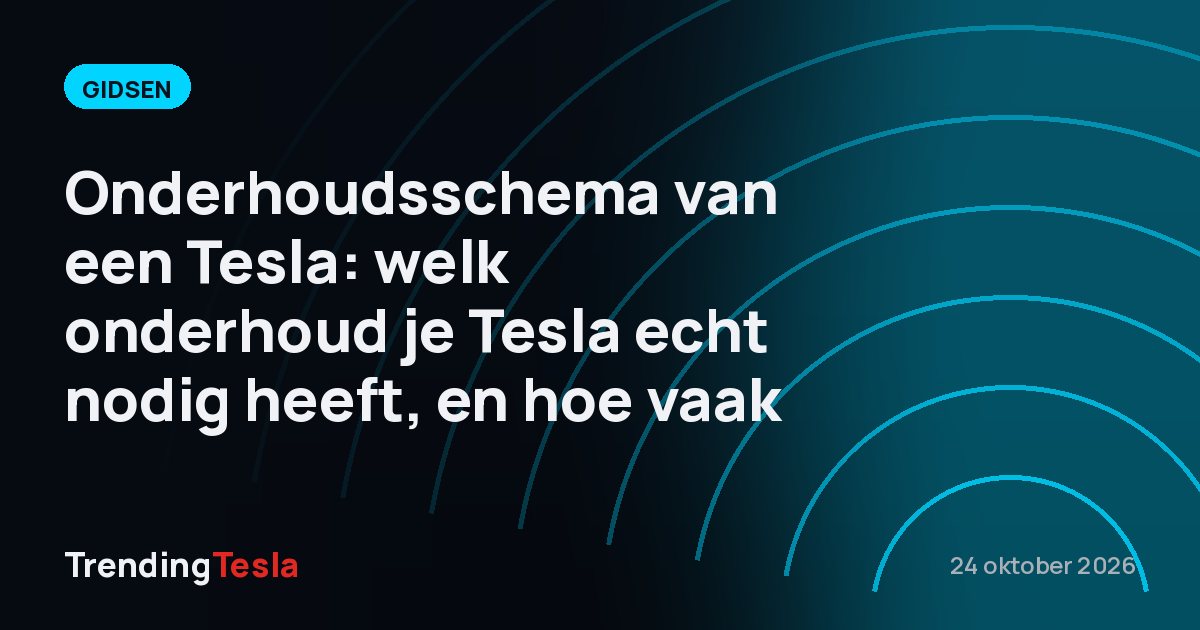 GIDSEN
Onderhoudsschema van
een Tesla: welk
onderhoud je Tesla echt
nodig heeft, en hoe vaak
TrendingTesla
24 oktober 2026